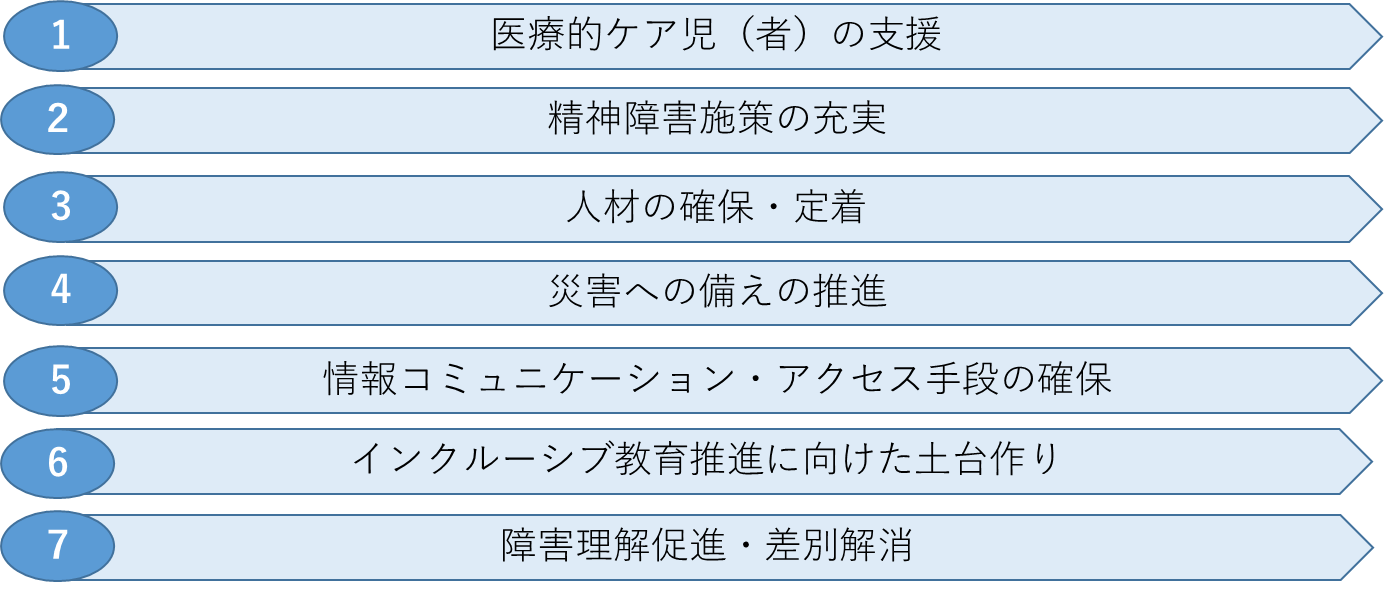 1 医療的ケア児（者）の支援
2 精神障害施策の充実
3 人材の確保・定着
4 災害への備えの推進
5 情報コミュニケーション・アクセス手段の確保
6 インクルーシブ教育推進に向けた土台作り
7 障害理解促進・差別解消